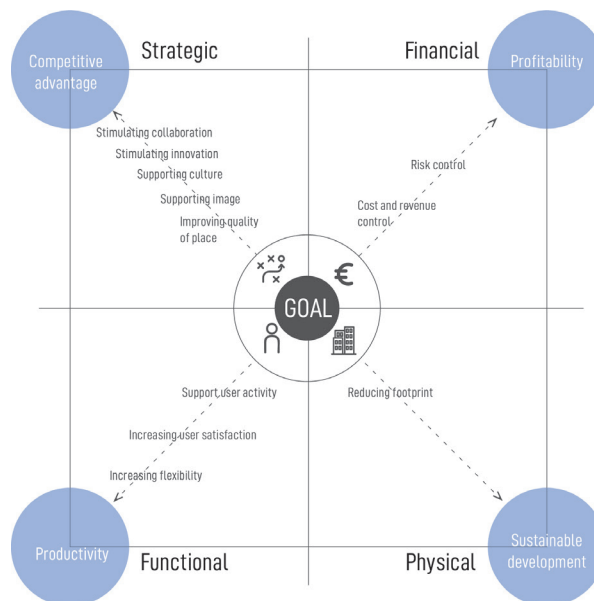 Competitive
advantage
Strategic
Financial
Profitability
Stimulating collaboration
Stimulating innovation
Supporting culture
Supporting image
Improving quality
of place
Risk control
Cost and revenue
control
€
GOAL
Support user activity
Increasing user satisfaction
Increasing flexibility
Reducing footprint
Productivity
Functional
Physical
Sustainable
development